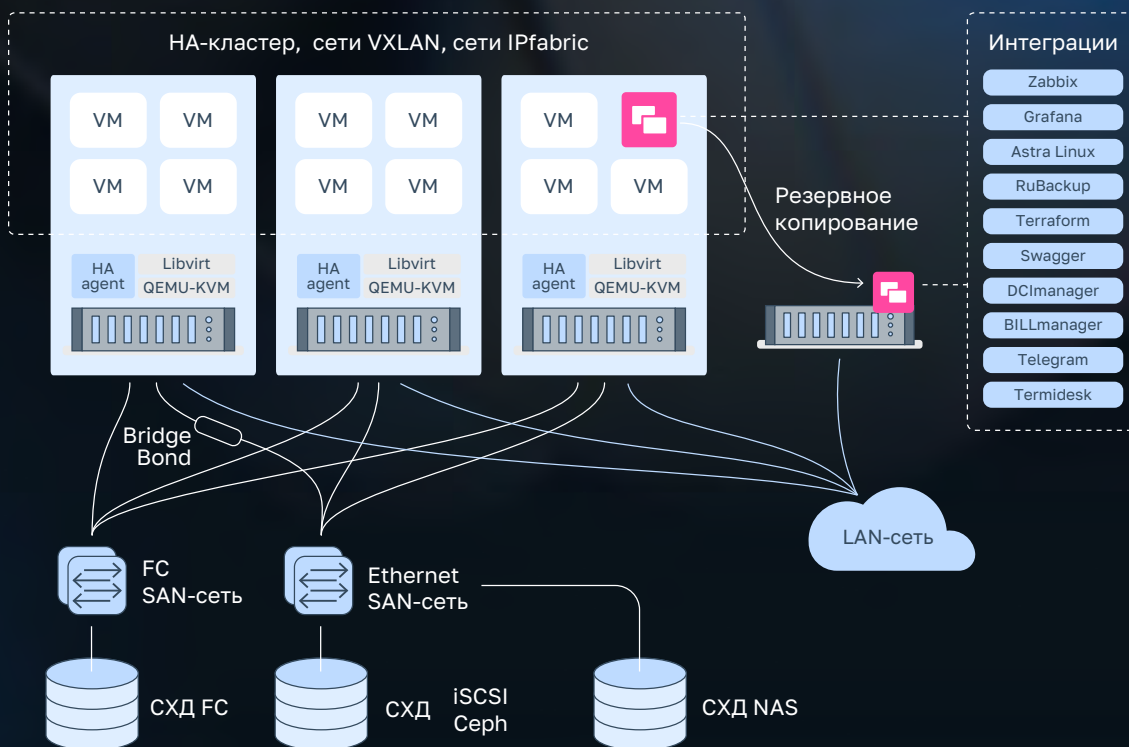 HA-кластер, сети VXLAN, сети IPfabric
VM
VM
VM
VM
VM
VM
VM
VM
VM
VM
VM
HA
agent
Libvirt
QEMU-KVM
HA
agent
Libvirt
QEMU-KVM
HA
agent
Libvirt
QEMU-KVM
Резервное
копирование
Интеграции
Zabbix
Grafana
Astra Linux
RuBackup
Terraform
Swagger
DCImanager
BILLmanager
Telegram
Termidesk
Bridge
Bond
FC
SAN-сеть
Ethernet
SAN-сеть
LAN-сеть
СХД FC
СХД
iSCSI
Ceph
СХД NAS